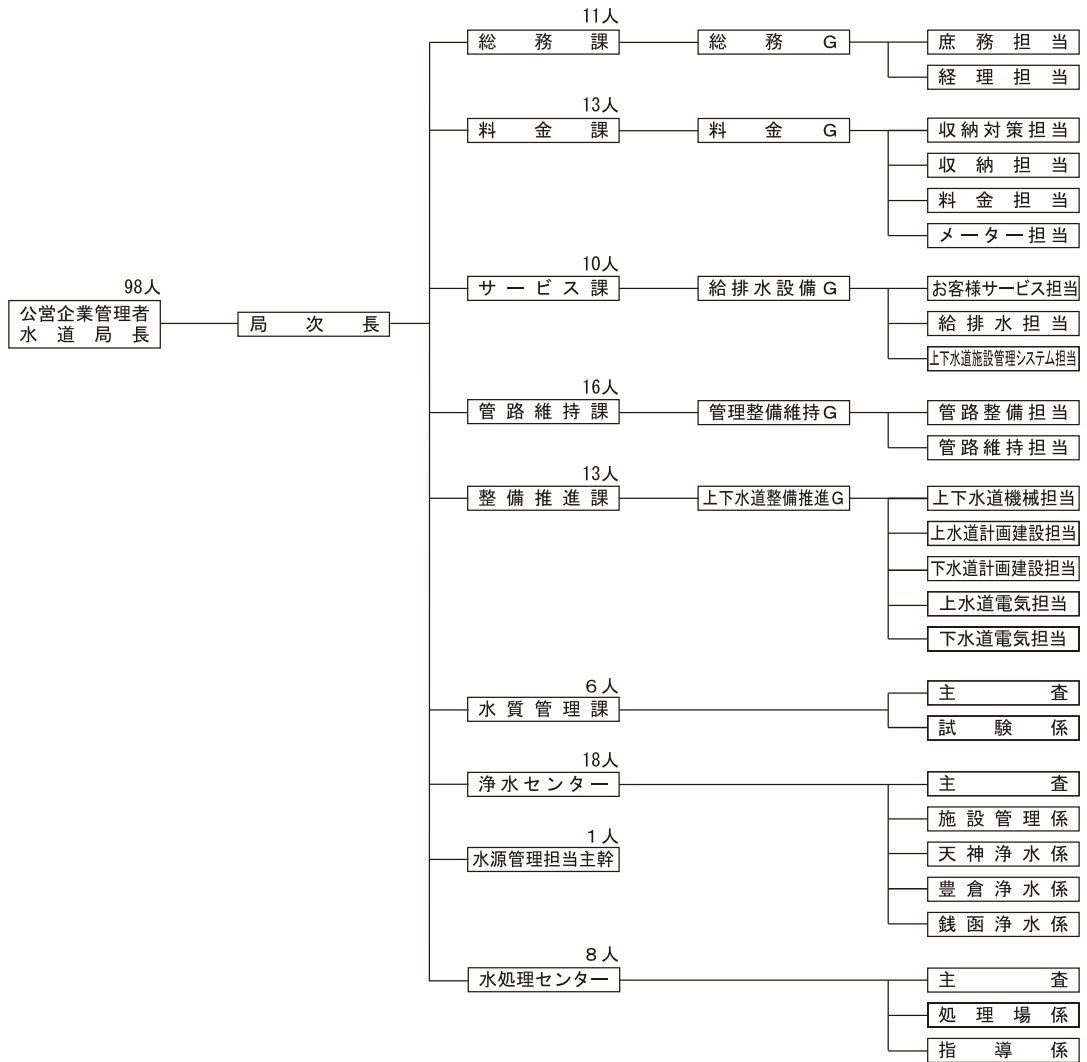 11人
総務課
総務G
庶務担当
経理担当
13人
料金課
料金G
収納対策担当
収納担当
料金担当
メーター担当
10人
サービス課
給排水設備G
お客様サービス担当
給排水担当
上下水道施設管理システム担当
98人
公営企業管理者
水道局長
局次長
16人
管路維持課
管理整備維持G
管路整備担当
管路維持担当
13人
整備推進課
上下水道整備推進G
上下水道機械担当
上水道計画建設担当
下水道計画建設担当
上水道電気担当
下水道電気担当
6人
水質管理課
主査
試験係
18人
浄水センター
主査
施設管理係
天神浄水係
豊倉浄水係
銭函浄水係
1人
水源管理担当主幹
8人
水処理センター
主査
処理場係
指導係